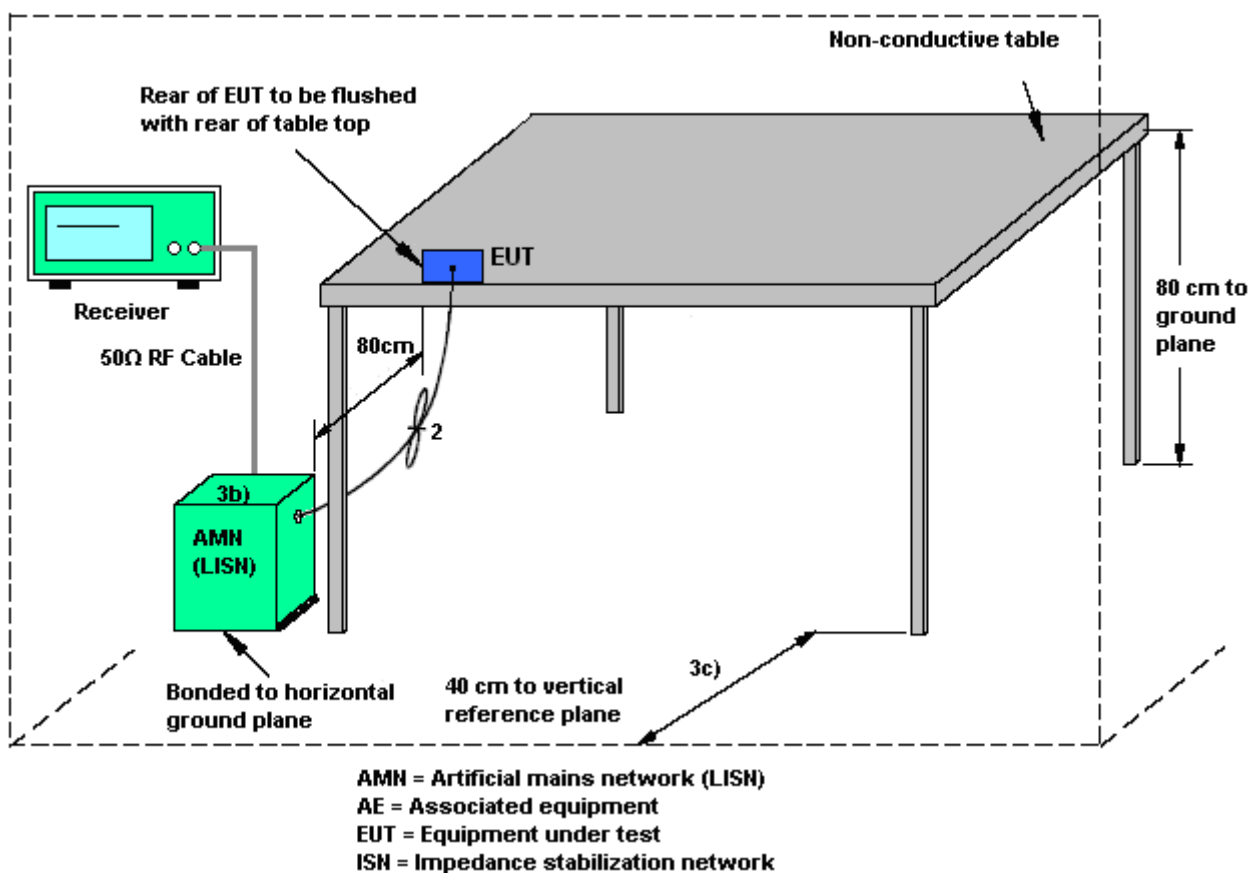 Non-conductive table
Rear of EUT to be flushed
with rear of table top
EUT
Receiver
80 cm to
ground
plane
80cm
50Ω RF Cable
2
3b)
AMN
(LISN)
3c)
Bonded to horizontal
ground plane
40 cm to vertical
reference plane
AMN = Artificial mains network (LISN)
AE = Associated equipment
EUT = Equipment under test
ISN = Impedance stabilization network